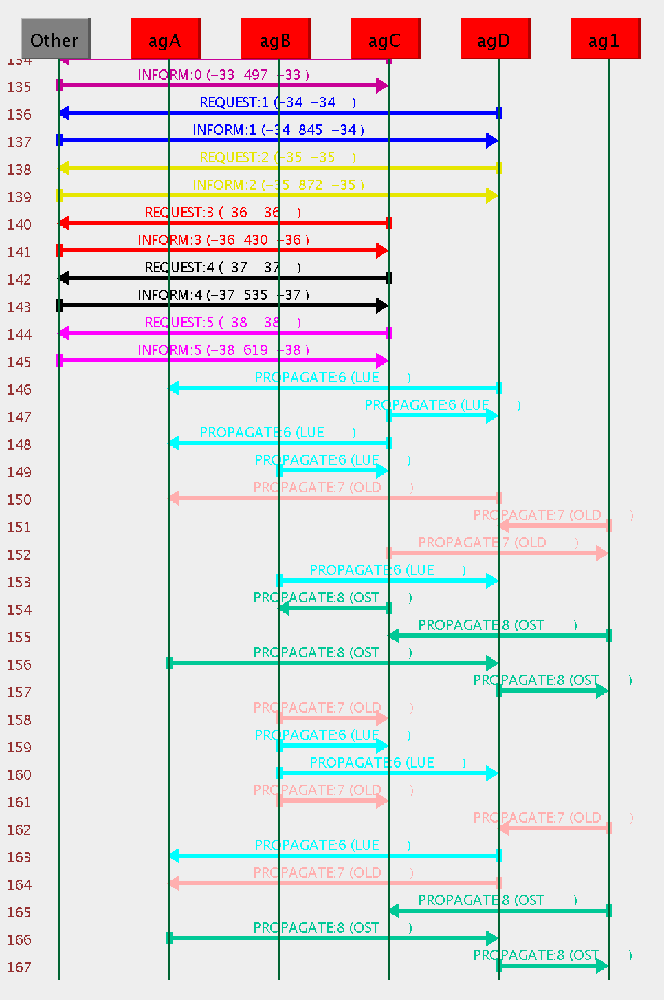 Other agA agB agC agD ag1
134
INFORM:0 (−33 497 −33 )
135
REQUEST:1 (−34 −34 )
136
INFORM:1 (−34 845 −34 )
137
REQUEST:2 (−35 −35 )
138
INFORM:2 (−35 872 −35 )
139
REQUEST:3 (−36 −36 )
140
INFORM:3 (−36 430 −36 )
141
REQUEST:4 (−37 −37 )
142
INFORM:4 (−37 535 −37 )
143
REQUEST:5 (−38 −38 )
144
INFORM:5 (−38 619 −38 )
145
PROPAGATE:6 (LUE )
146
PROPAGATE:6 (LUE )
147
PROPAGATE:6 (LUE )
148
PROPAGATE:6 (LUE )
149
PROPAGATE:7 (OLD )
150
PROPAGATE:7 (OLD )
151
PROPAGATE:7 (OLD )
152
PROPAGATE:6 (LUE )
153
PROPAGATE:8 (OST )
154
PROPAGATE:8 (OST )
155
PROPAGATE:8 (OST )
156
PROPAGATE:8 (OST )
157
PROPAGATE:7 (OLD )
158
PROPAGATE:6 (LUE )
159
PROPAGATE:6 (LUE )
160
PROPAGATE:7 (OLD )
161
PROPAGATE:7 (OLD )
162
PROPAGATE:6 (LUE )
163
PROPAGATE:7 (OLD )
164
PROPAGATE:8 (OST )
165
PROPAGATE:8 (OST )
166
PROPAGATE:8 (OST )
167